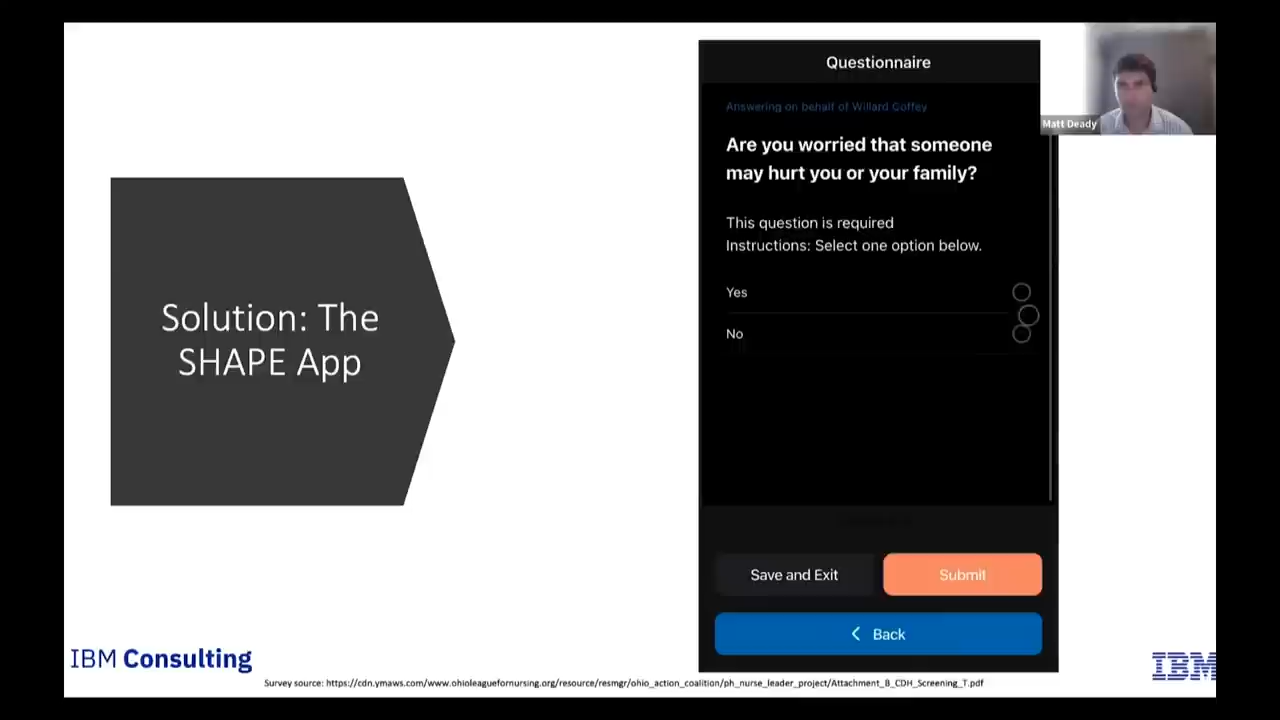 Solution: The
SHAPE App
Questionnaire
Answering on behalf of Willard Coffey
Are you worried that someone
may hurt you or your family?
This question is required
Instructions: Select one option below.
Yes
No
Save and Exit
Submit
Back
Matt Deady
IBM Consulting
Survey source: https://cdn.ymaws.com/www.ohioleaguefornursing.org/resource/resmgr/ohio_action_coalition/ph_nurse_leader_project/Attachment_B_CDH_Screening_T.pdf
IBM